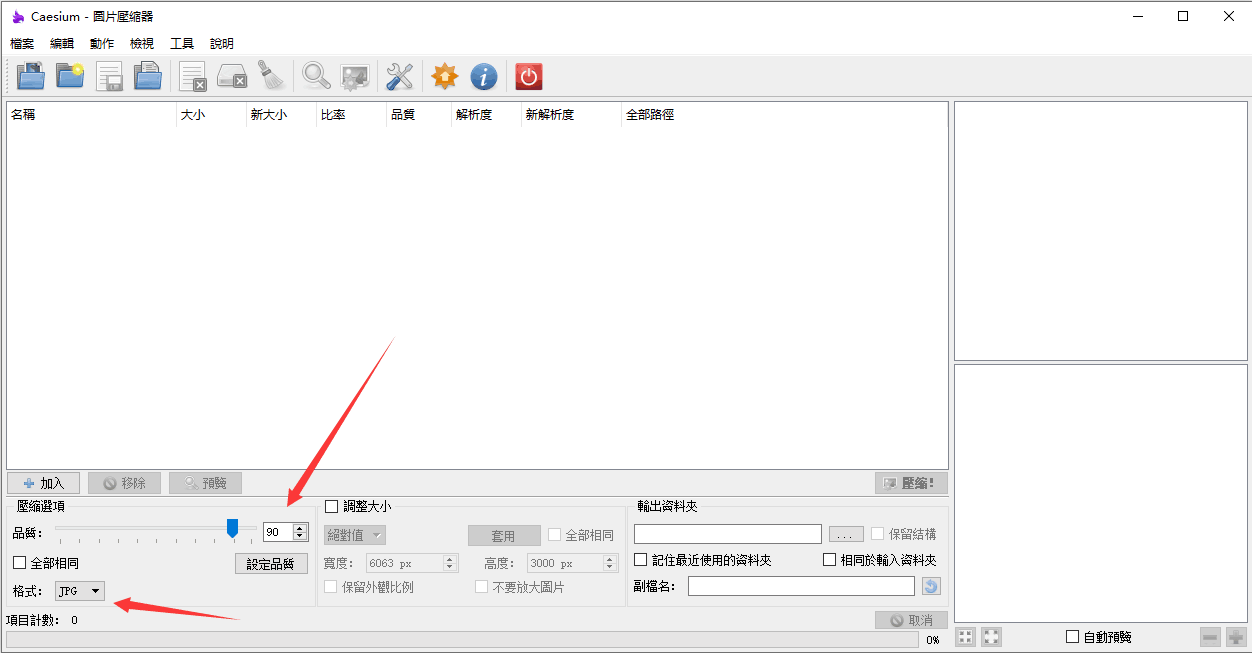 Caesium - 圖片壓縮器
檔案 編輯 動作 檢視 工具 說明
名稱 大小 新大小 比率 品質 解析度 新解析度 全部路徑
加入 移除 預覽 壓縮!
壓縮選項
品質: 90
全部相同 設定品質
格式: JPG
調整大小
絕對值 套用 全部相同
寬度: 6063 px 高度: 3000 px
保留外觀比例 不要放大圖片
輸出資料夾
... 保留結構
記住最近使用的資料夾 相同於輸入資料夾
副檔名:
項目計數: 0 取消
0% 自動預覽